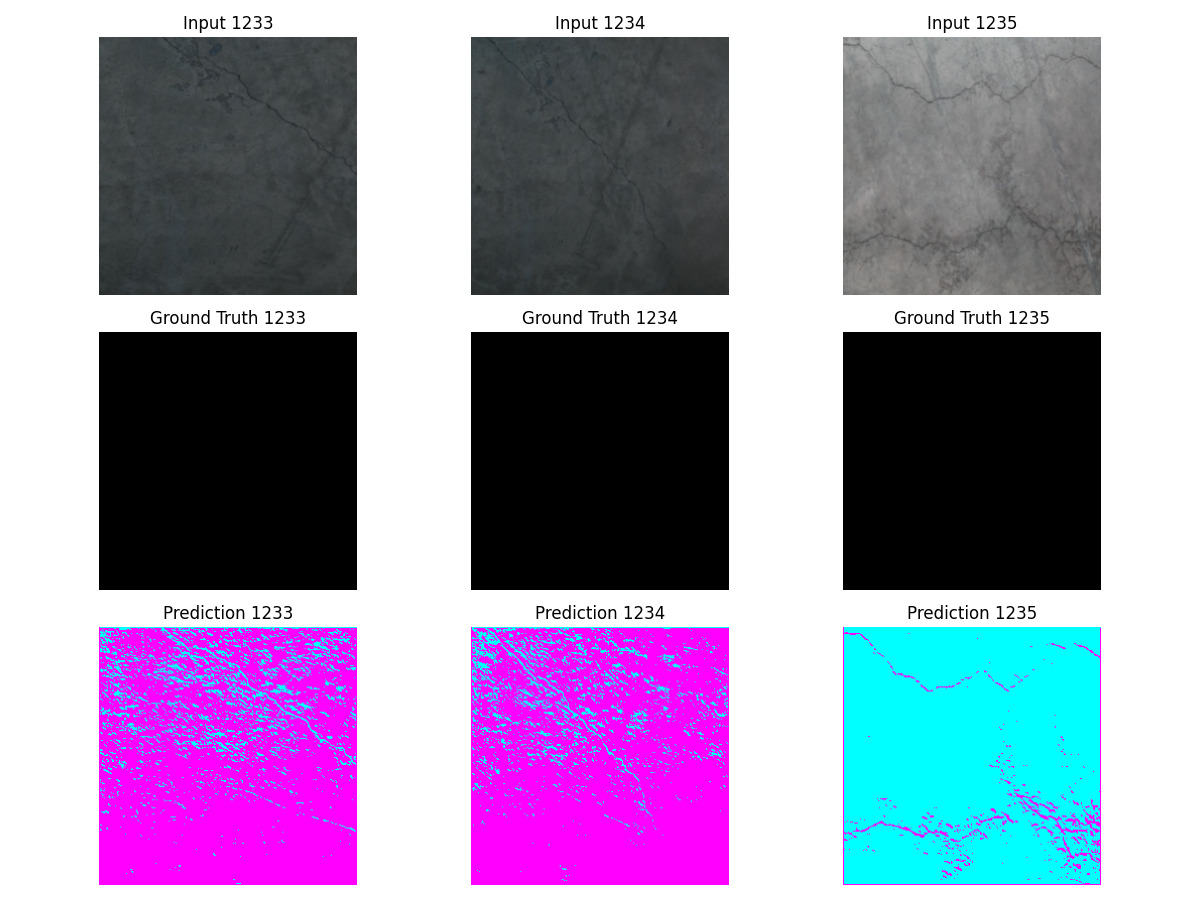 Input 1233
Input 1234
Input 1235
Ground Truth 1233
Ground Truth 1234
Ground Truth 1235
Prediction 1233
Prediction 1234
Prediction 1235